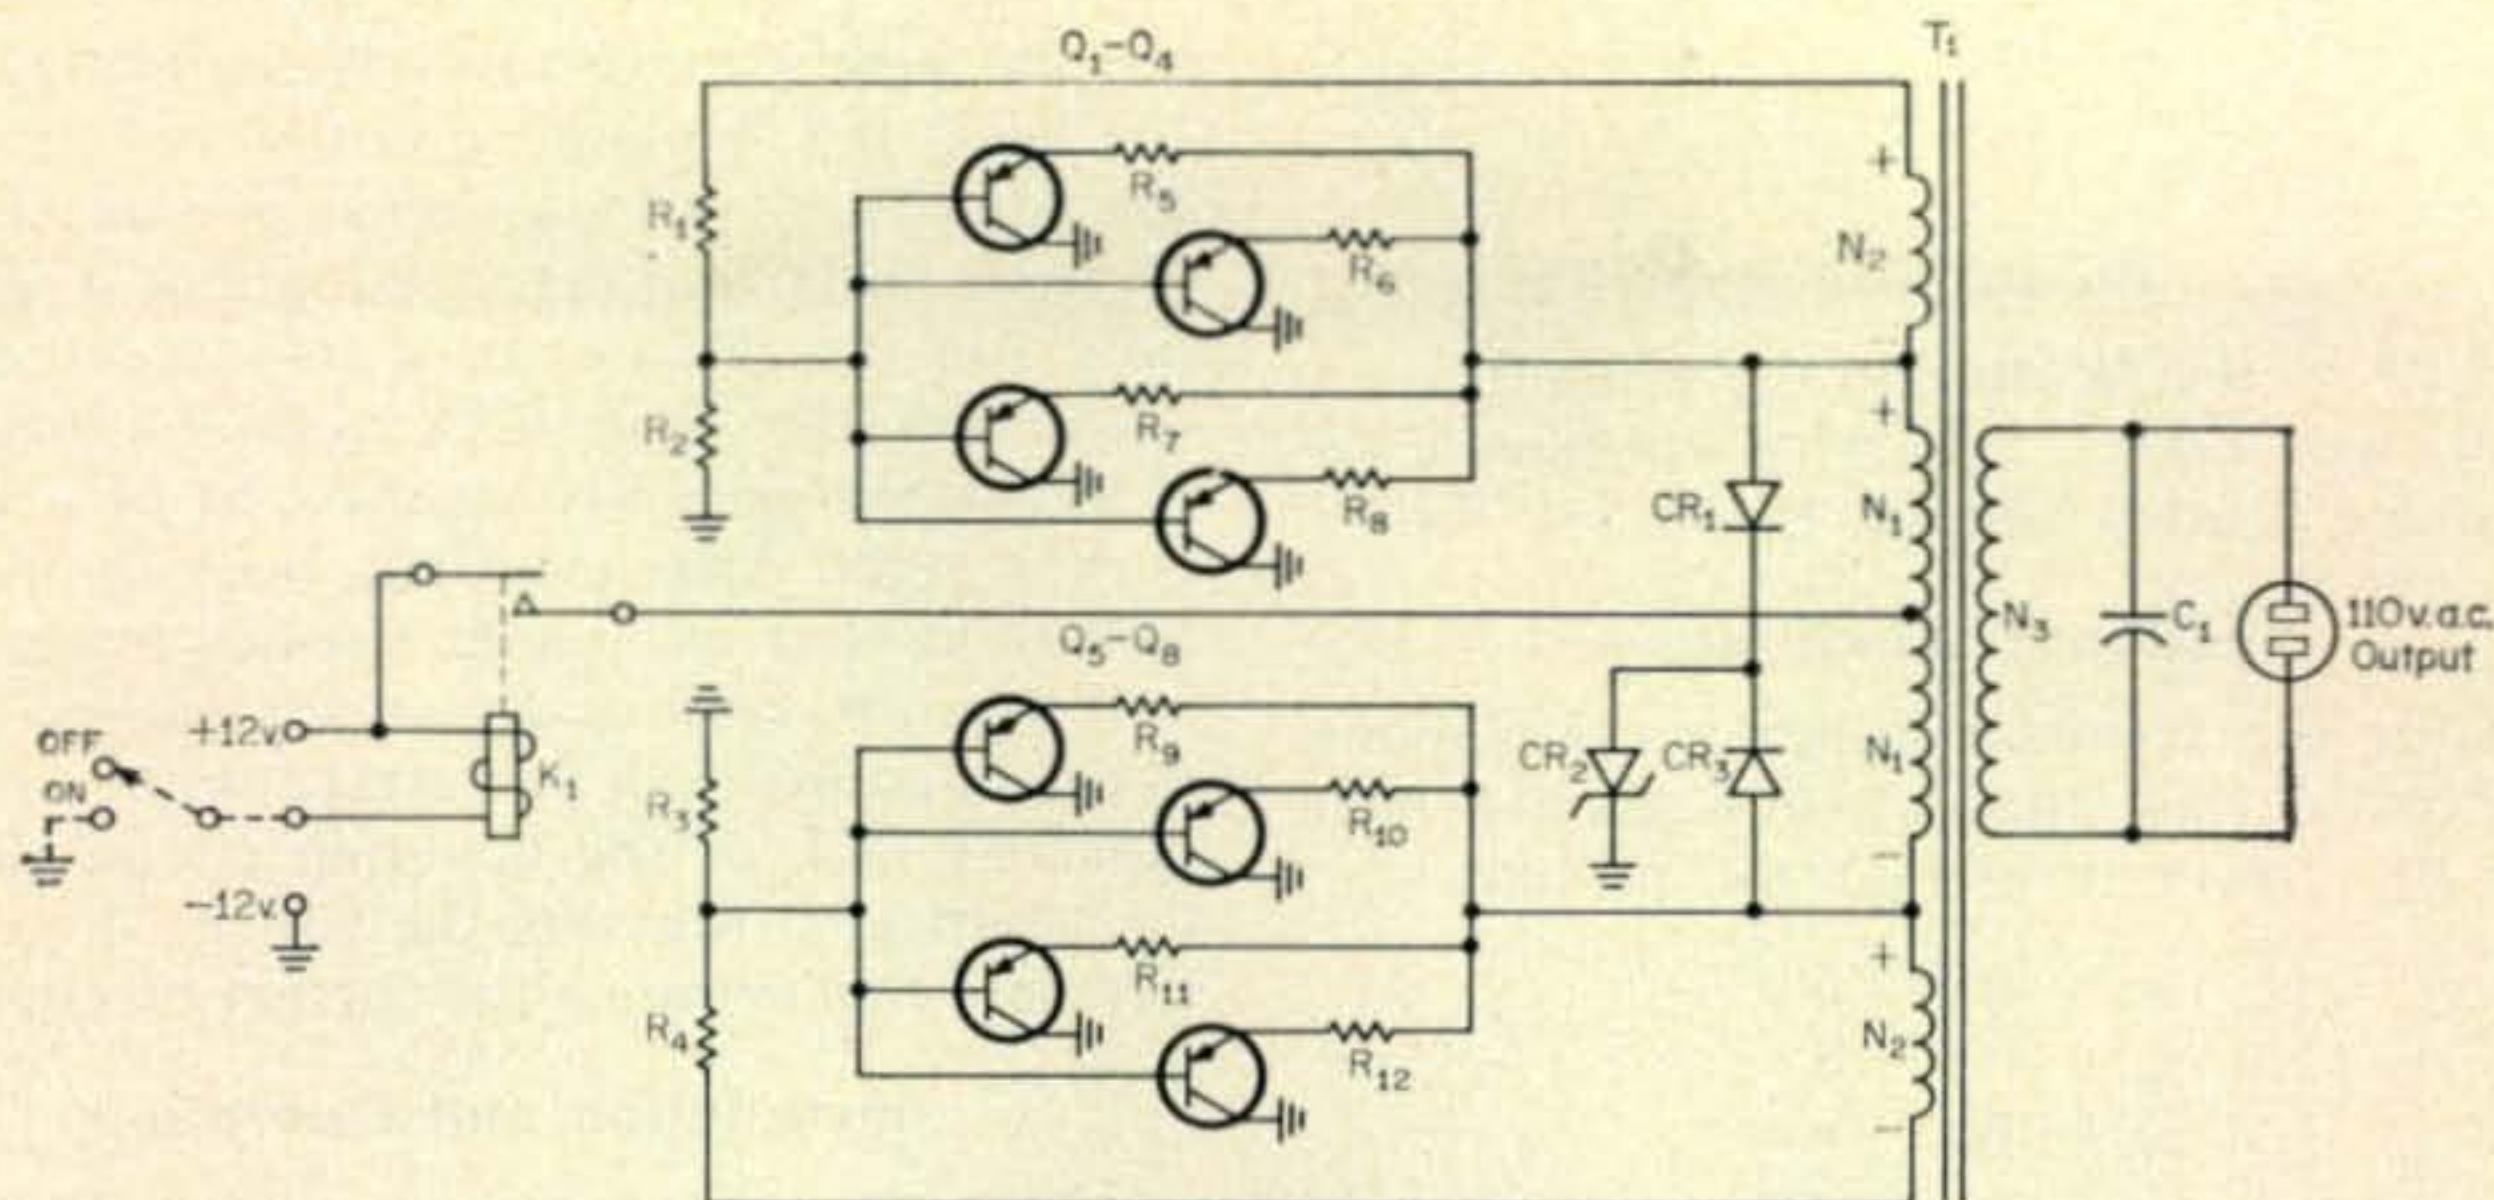 Q1-Q4
T1
+
R1
R5
N2
R6
+
R2
R7
CR1
N1
R8
N3
C1
110v.a.c.
Output
Q5-Q8
OFF
+12v.
ON
K1
R3
R9
CR2
CR3
N1
R10
-
-12v.
+
R11
R4
N2
R12
-